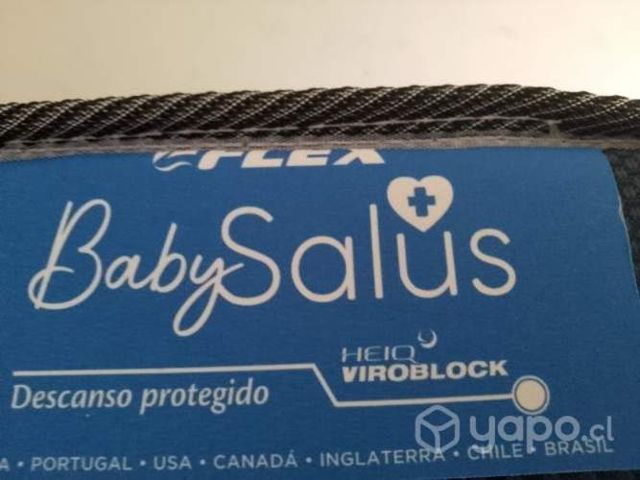 FLEX
BabySalus
HEIQ
VIROBLOCK
Descanso protegido
A • PORTUGAL • USA • CANADÁ • INGLATERRA • CHILE • BRASIL
yapo.cl